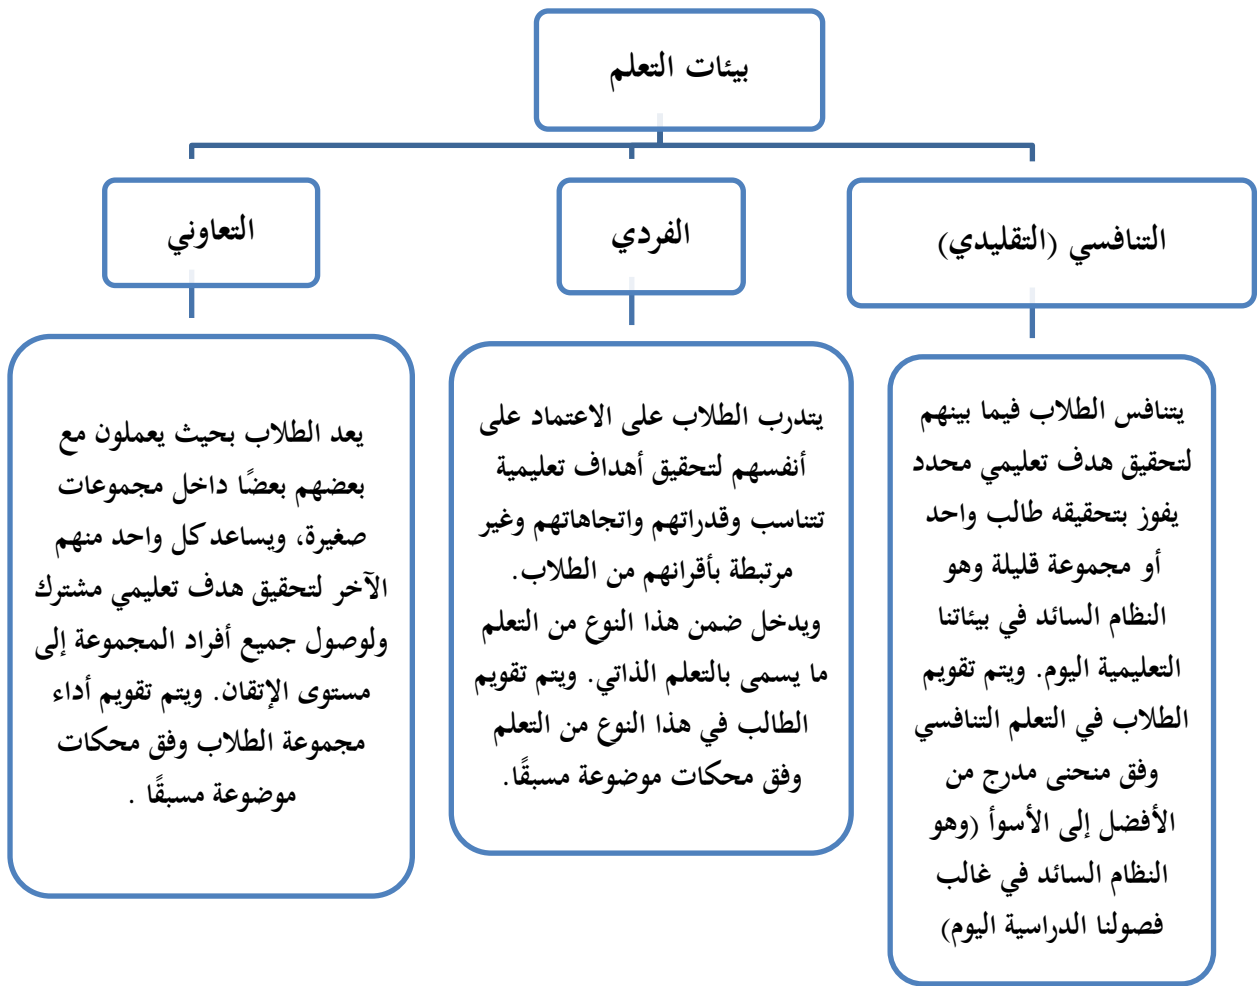 بيئات التعلم
التنافسي (التقليدي)
الفردي
التعاوني
يتنافس الطلاب فيما بينهم
لتحقيق هدف تعليمي محدد
يفوز بتحقيقه طالب واحد
أو مجموعة قليلة وهو
النظام السائد في بيئاتنا
التعليمية اليوم. ويتم تقويم
الطلاب في التعلم التنافسي
وفق منحنى مدرج من
الأفضل إلى الأسوأ (وهو
النظام السائد في غالب
فصولنا الدراسية اليوم)
يتدرب الطلاب على الاعتماد على
أنفسهم لتحقيق أهداف تعليمية
تتناسب وقدراتهم واتجاهاتهم وغير
مرتبطة بأقرانهم من الطلاب.
ويدخل ضمن هذا النوع من التعلم
ما يسمى بالتعلم الذاتي. ويتم تقويم
الطالب في هذا النوع من التعلم
وفق محكات موضوعة مسبقًا.
يعد الطلاب بحيث يعملون مع
بعضهم بعضًا داخل مجموعات
صغيرة، ويساعد كل واحد منهم
الآخر لتحقيق هدف تعليمي مشترك
ولوصول جميع أفراد المجموعة إلى
مستوى الإتقان. ويتم تقويم أداء
مجموعة الطلاب وفق محكات
موضوعة مسبقًا .